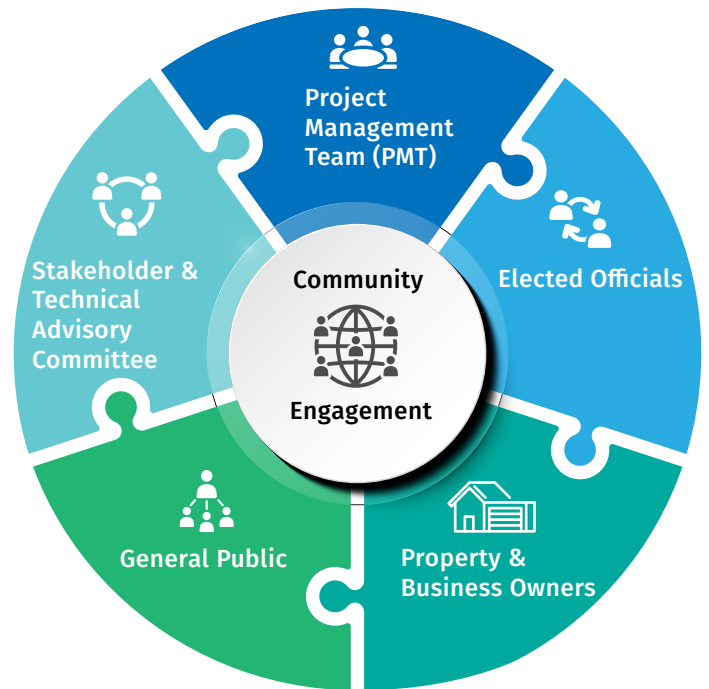 Project
Management
Team (PMT)
Elected Officials
Property &
Business Owners
General Public
Stakeholder &
Technical
Advisory
Committee
Community
Engagement